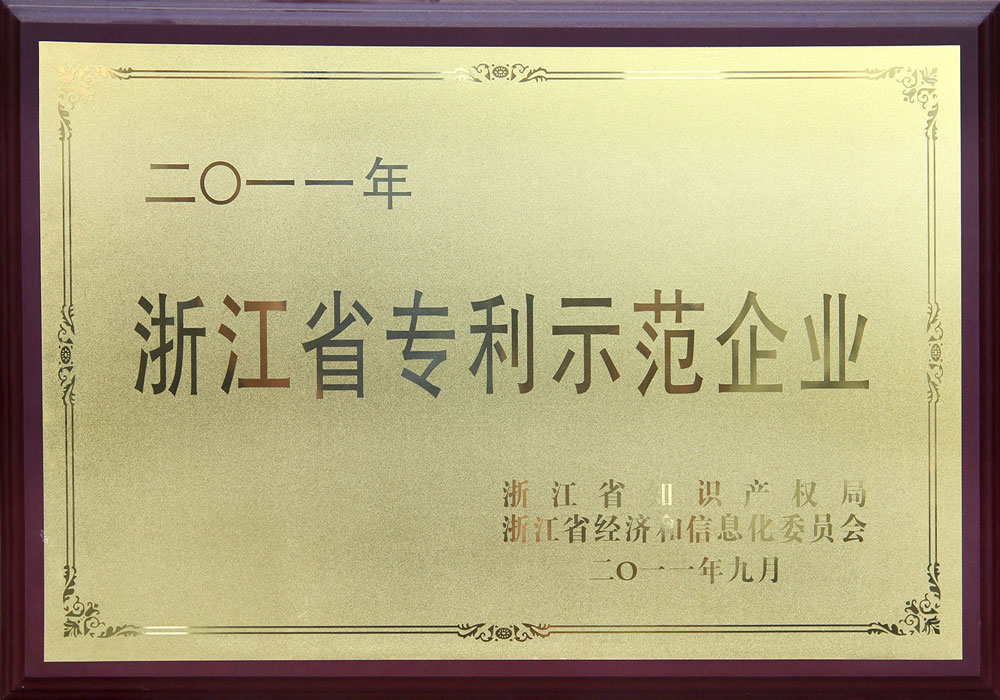 二〇一一年
浙江省专利示范企业
浙江省知识产权局
浙江省经济和信息化委员会
二〇一一年九月